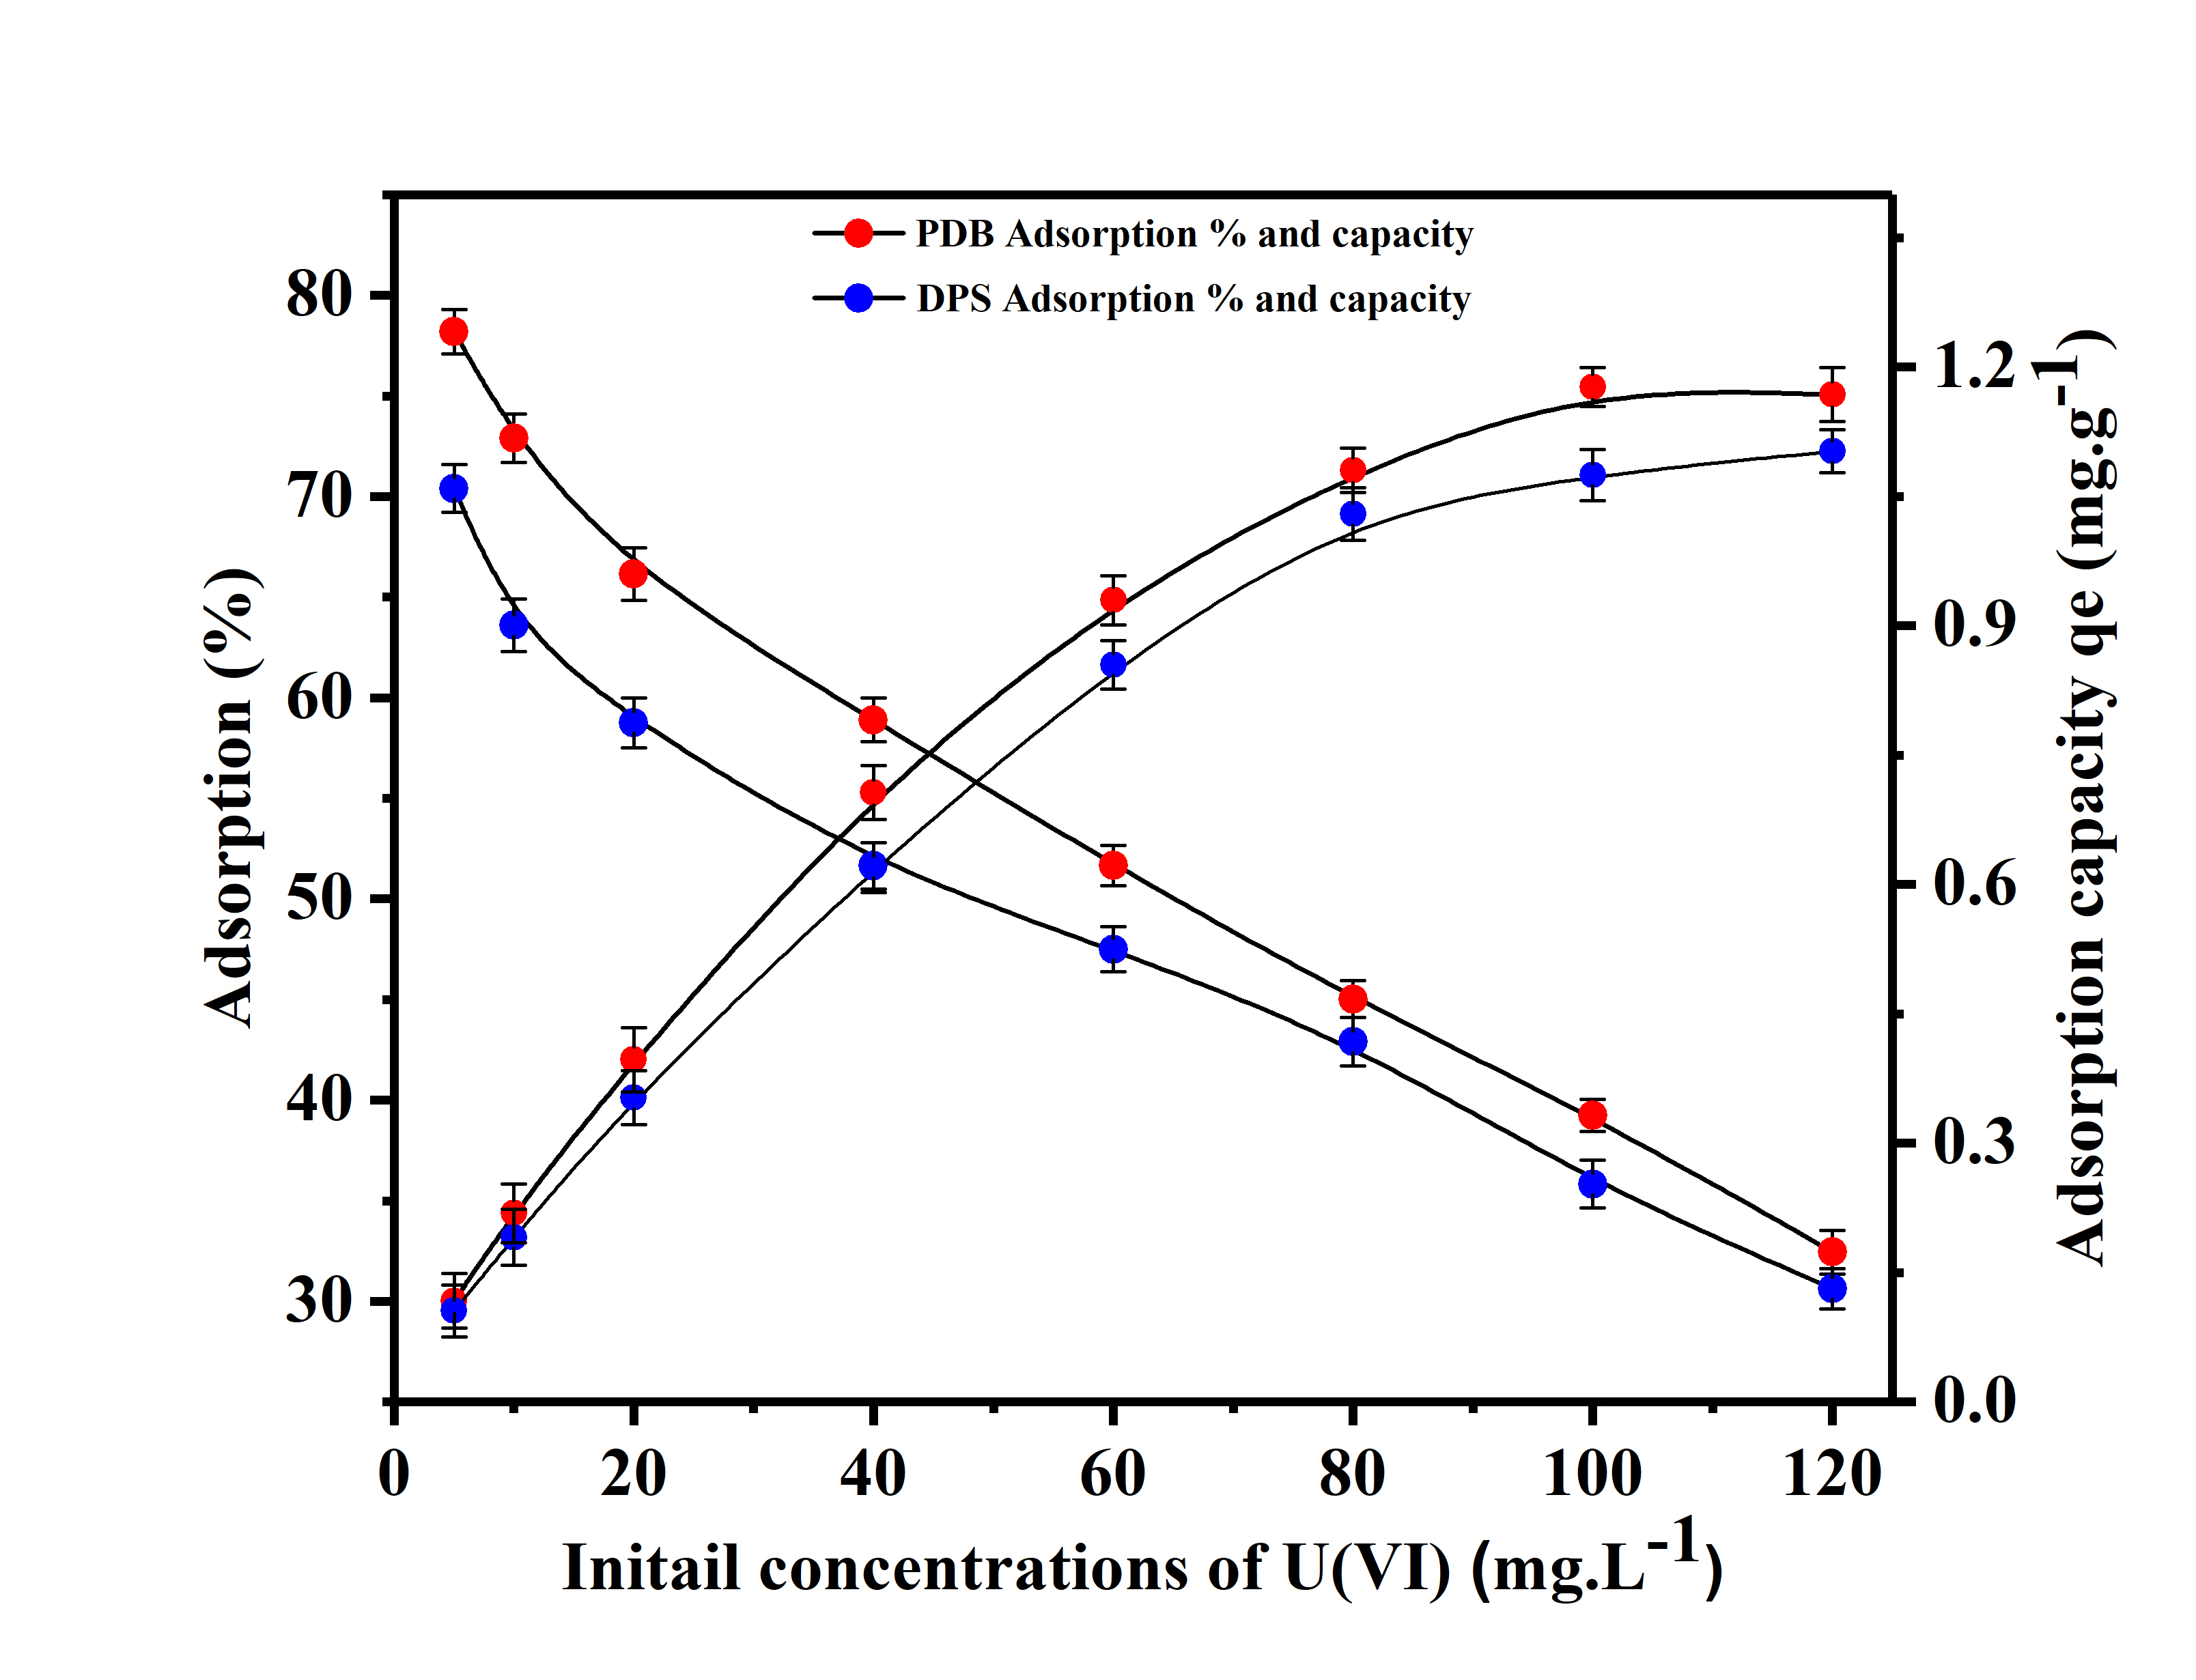 PDB Adsorption % and capacity
DPS Adsorption % and capacity
Adsorption (%)
80
70
60
50
40
30
1.2
0.9
0.6
0.3
0.0
Adsorption capacity qe (mg.g-1)
0 20 40 60 80 100 120
Initail concentrations of U(VI) (mg.L-1)